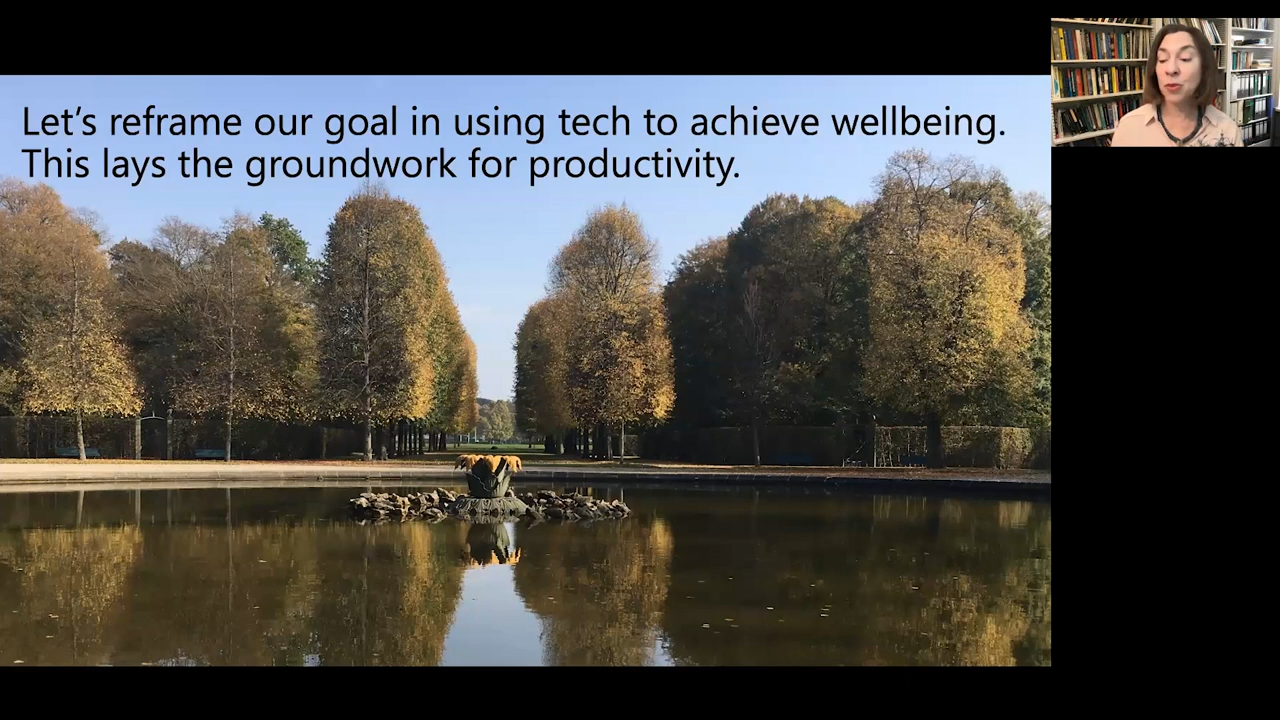 Let's reframe our goal in using tech to achieve wellbeing.
This lays the groundwork for productivity.